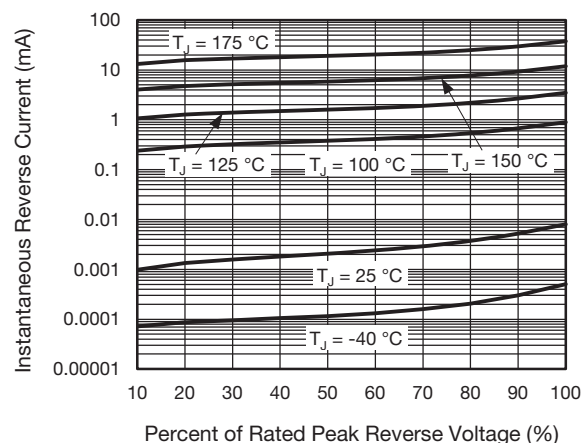 Instantaneous Reverse Current (mA)
100
10
1
0.1
0.01
0.001
0.0001
0.00001
T_J = 175 °C
T_J = 125 °C
T_J = 100 °C
T_J = 150 °C
T_J = 25 °C
T_J = -40 °C
10 20 30 40 50 60 70 80 90 100
Percent of Rated Peak Reverse Voltage (%)